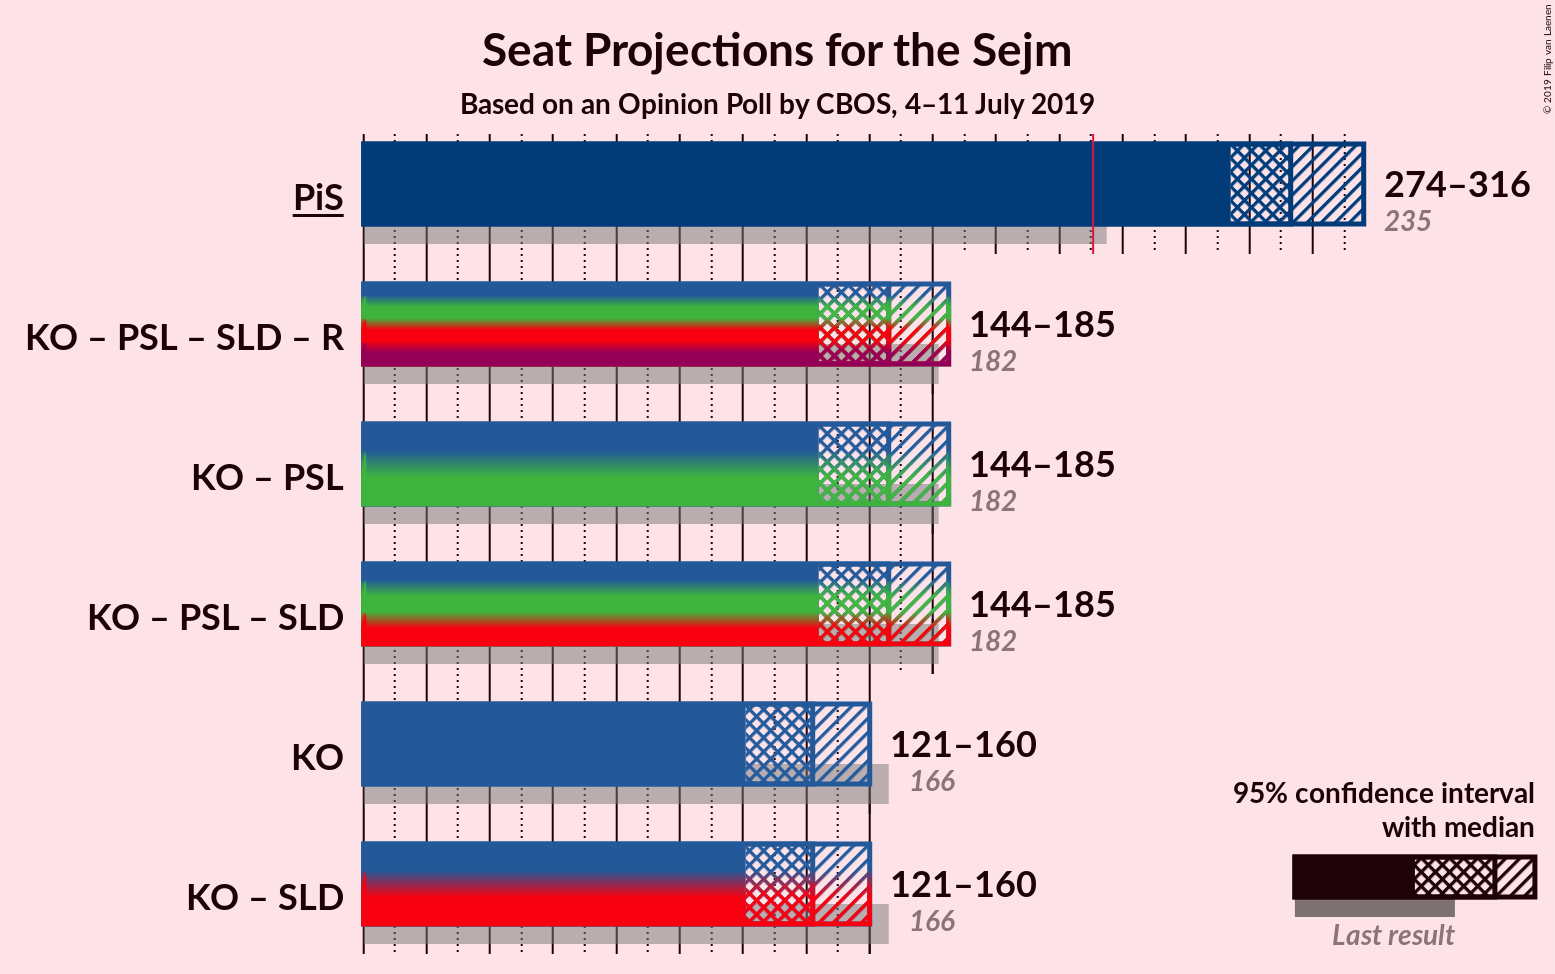 Seat Projections for the Sejm
Based on an Opinion Poll by CBOS, 4–11 July 2019
© 2019 Filip van Laenen
PiS
274–316
235
KO – PSL – SLD – R
144–185
182
KO – PSL
144–185
182
KO – PSL – SLD
144–185
182
KO
121–160
166
KO – SLD
121–160
166
95% confidence interval
with median
Last result